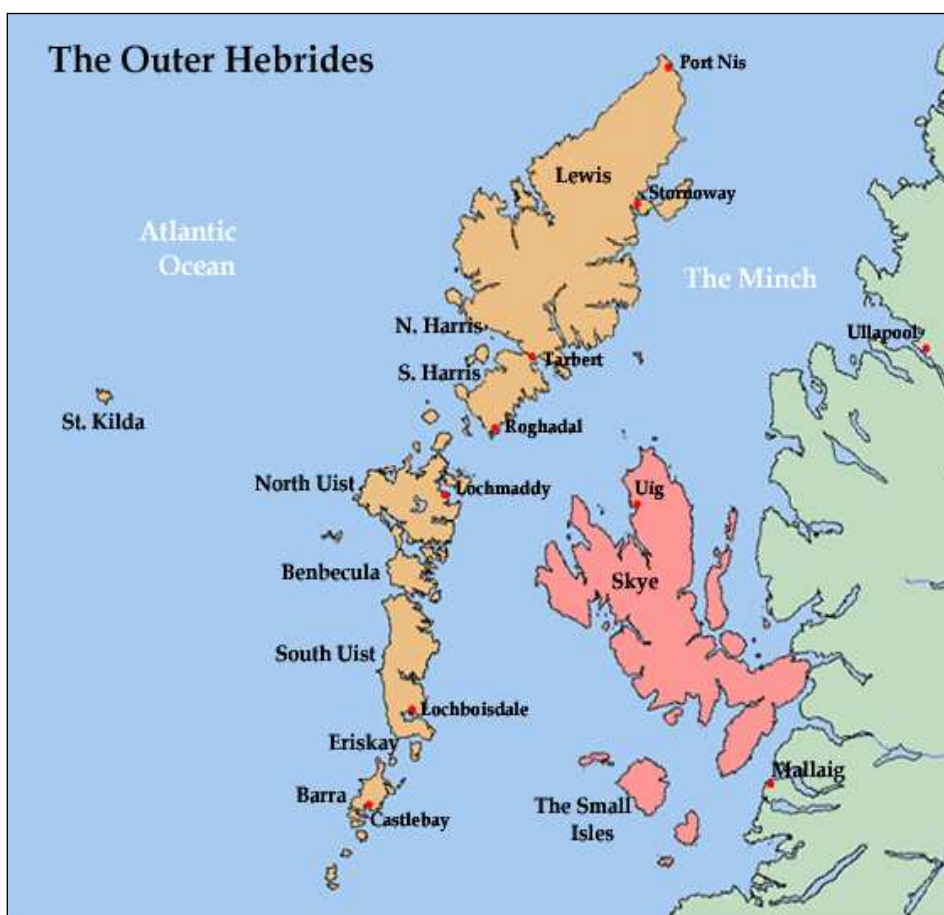 The Outer Hebrides
Port Nis
Lewis
Stornoway
Atlantic
Ocean
The Minch
N. Harris
Ullapool
Tarbert
S. Harris
St. Kilda
Roghadal
North Uist
Lochmaddy
Uig
Benbecula
Skye
South Uist
Lochboisdale
Eriskay
Mallaig
Barra
The Small
Isles
Castlebay